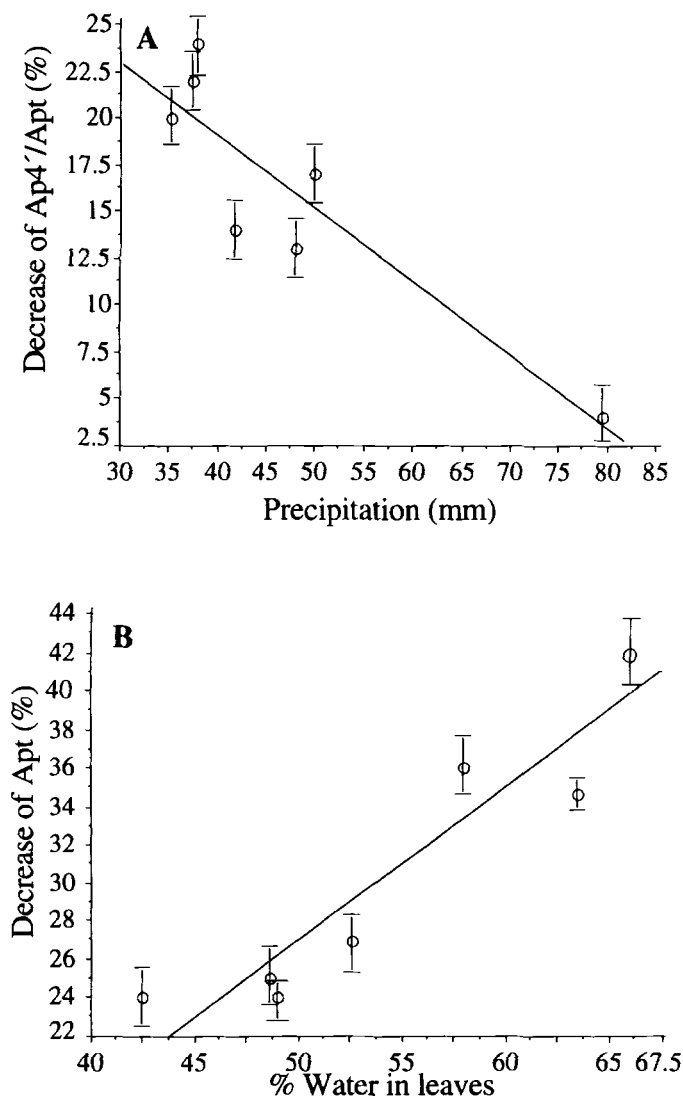 A
Decrease of Ap4´/Apt (%)
25
22.5
20
17.5
15
12.5
10
7.5
5
2.5
30 35 40 45 50 55 60 65 70 75 80 85
Precipitation (mm)
B
Decrease of Apt (%)
44
42
40
36
34
32
30
28
26
24
22
40 45 50 55 60 65 67.5
% Water in leaves